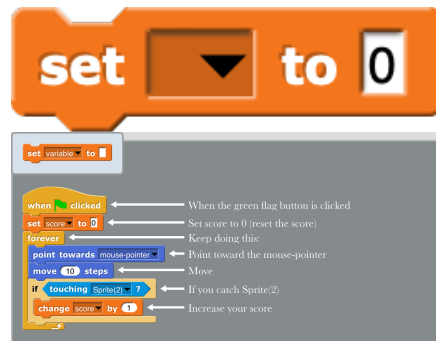 set to 0
set variable to
when clicked When the green flag button is clicked
set score to 0 Set score to 0 (reset the score)
forever Keep doing this:
point towards mouse-pointer Point toward the mouse-pointer
move 10 steps Move
if touching Sprite(2) ? If you catch Sprite(2)
change score by 1 Increase your score